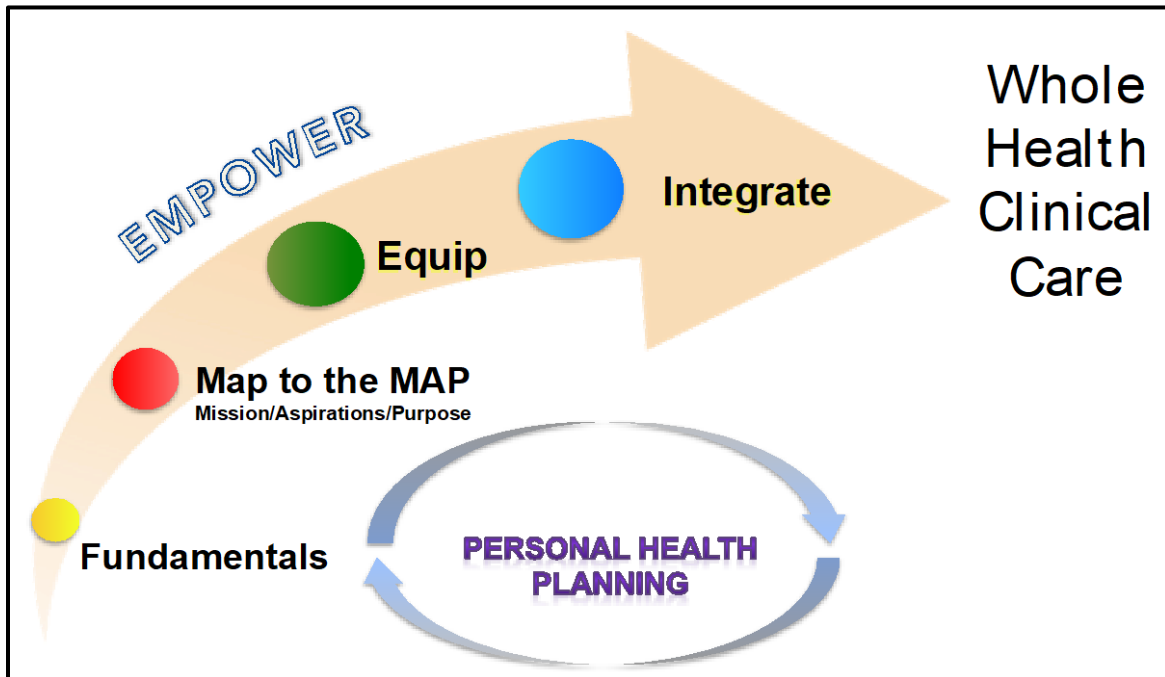 EMPOWER
Whole
Health
Clinical
Care
Integrate
Equip
Map to the MAP
Mission/Aspirations/Purpose
Fundamentals
PERSONAL HEALTH
PLANNING